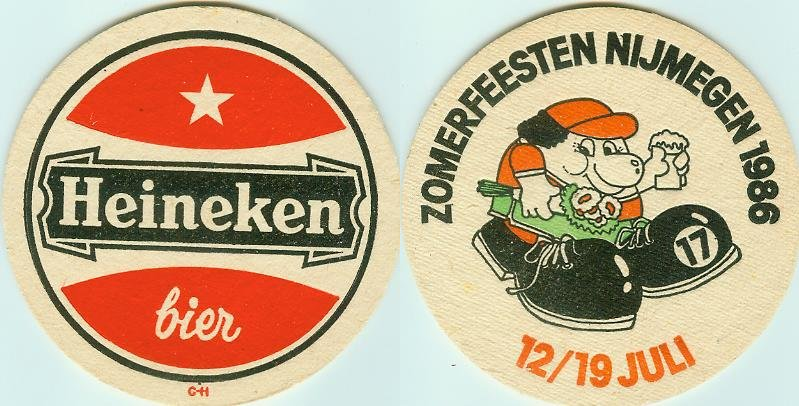 Heineken
bier
C-H
ZOMERFEESTEN NIJMEGEN 1986
17
12/19 JULI